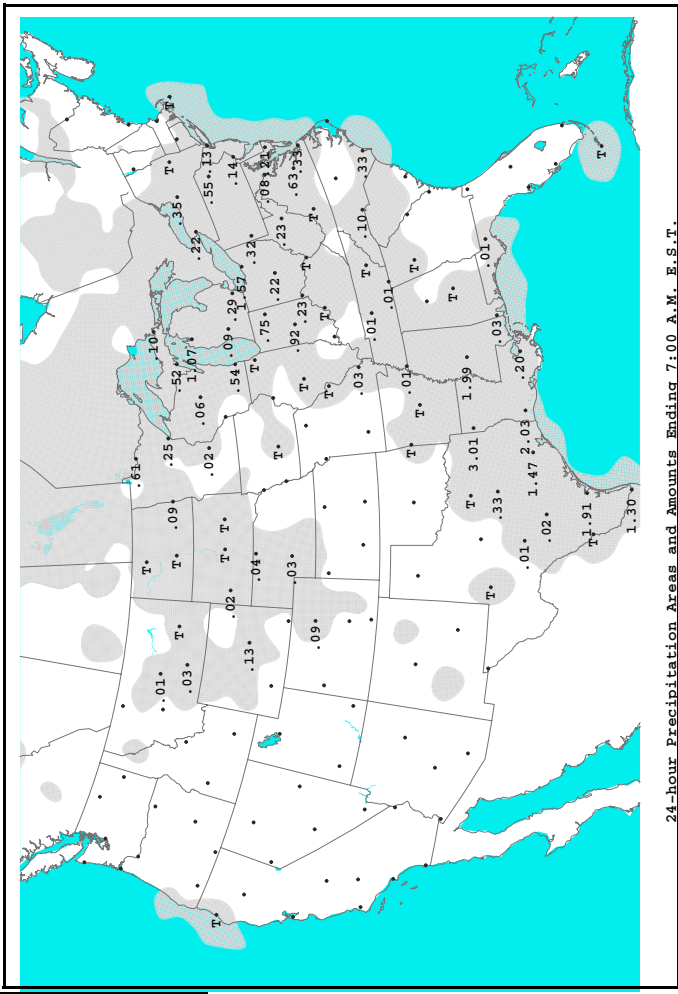 .61
T
.10
.01
.25
T
T
.09
T
.52
.35
T
.03
1.07
.22
.06
.13
.02
.55
T
T
T
.09
.02
.29
.14
.54
1.57
.13
.32
T
.04
.75
.08
.21
.22
T
.23
.03
.63
.92
.33
.23
T
T
T
.09
T
T
.03
.10
.33
T
.01
.01
.01
T
T
T
T
1.99
T
3.01
.01
T
.33
.03
.20
.01
2.03
1.47
.02
1.91
T
T
1.30
24-hour Precipitation Areas and Amounts Ending 7:00 A.M. E.S.T.